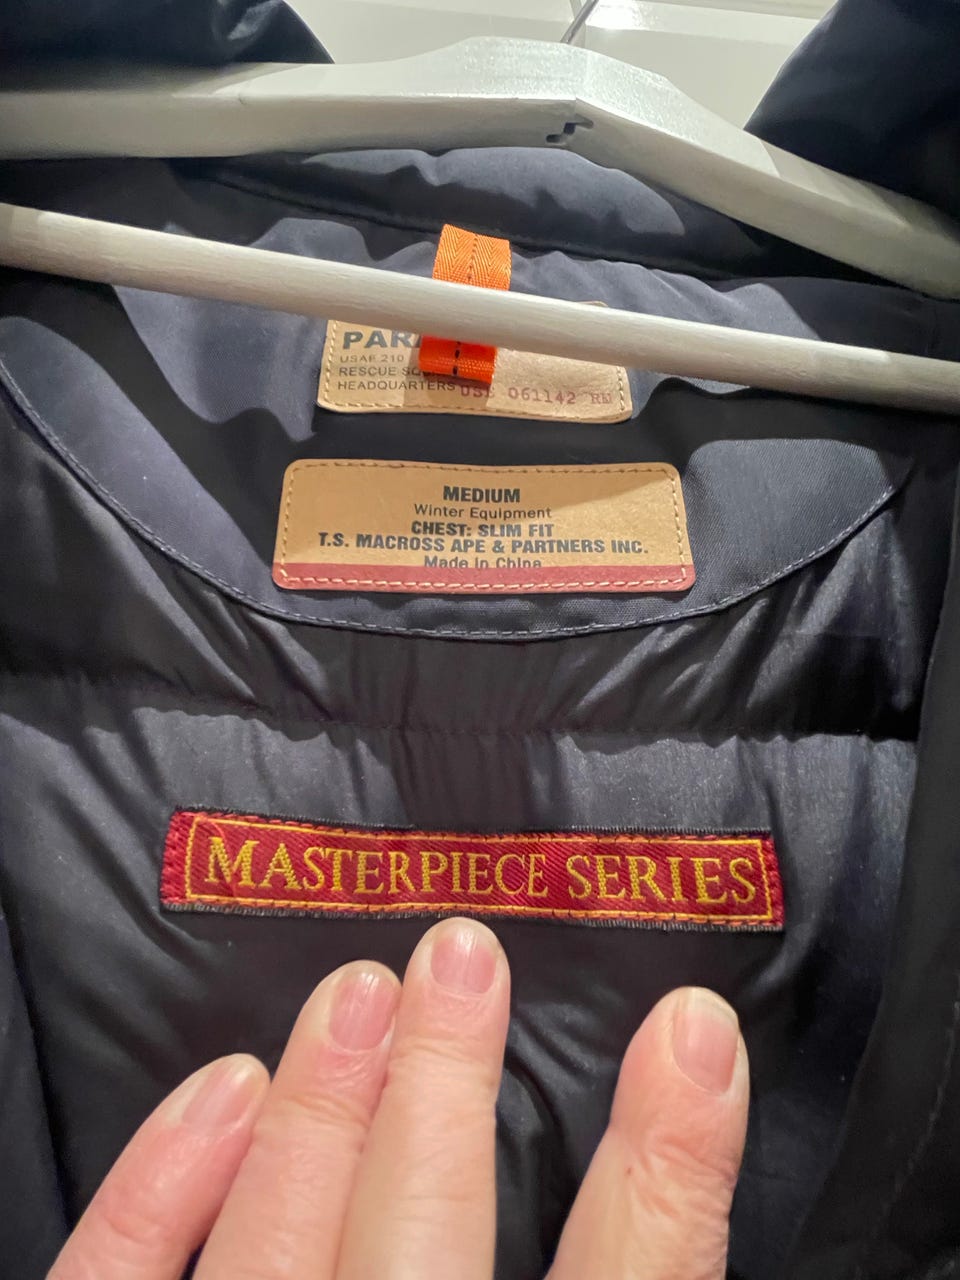 USAF 210
RESCUE
HEADQUARTERS 061142
MEDIUM
Winter Equipment
CHEST: SLIM FIT
T.S. MACROSS APE & PARTNERS INC.
Made in China
MASTERPIECE SERIES